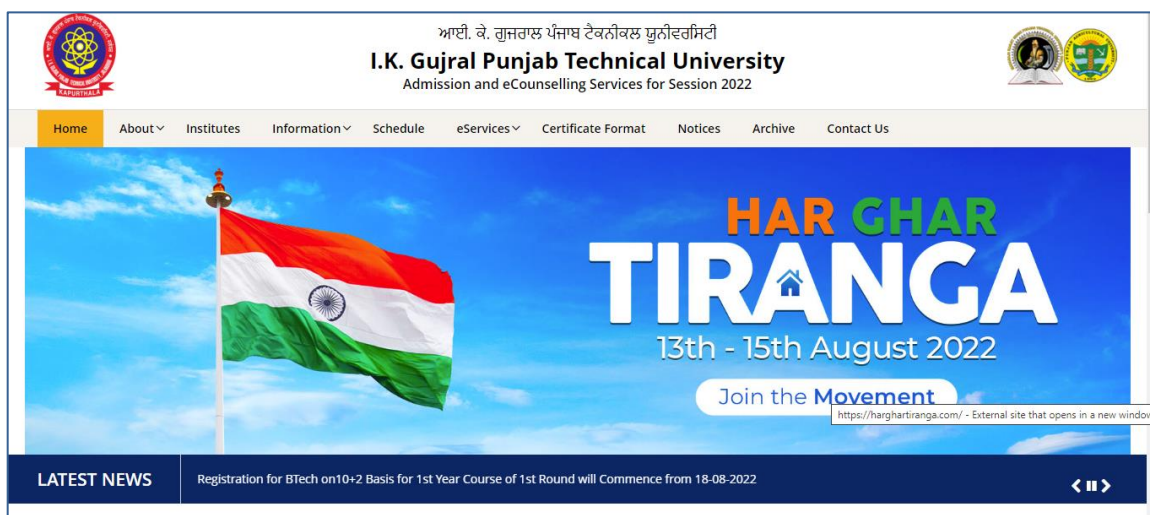 ਆਈ. ਕੇ. ਗੁਜਰਾਲ ਪੰਜਾਬ ਟੈਕਨੀਕਲ ਯੂਨੀਵਰਸਿਟੀ
I.K. Gujral Punjab Technical University
Admission and eCounselling Services for Session 2022
KAPURTHALA
Home About Institutes Information Schedule eServices Certificate Format Notices Archive Contact Us
HAR GHAR
TIRANGA
13th - 15th August 2022
Join the Movement
https://harghartiranga.com/ - External site that opens in a new window
LATEST NEWS Registration for BTech on10+2 Basis for 1st Year Course of 1st Round will Commence from 18-08-2022